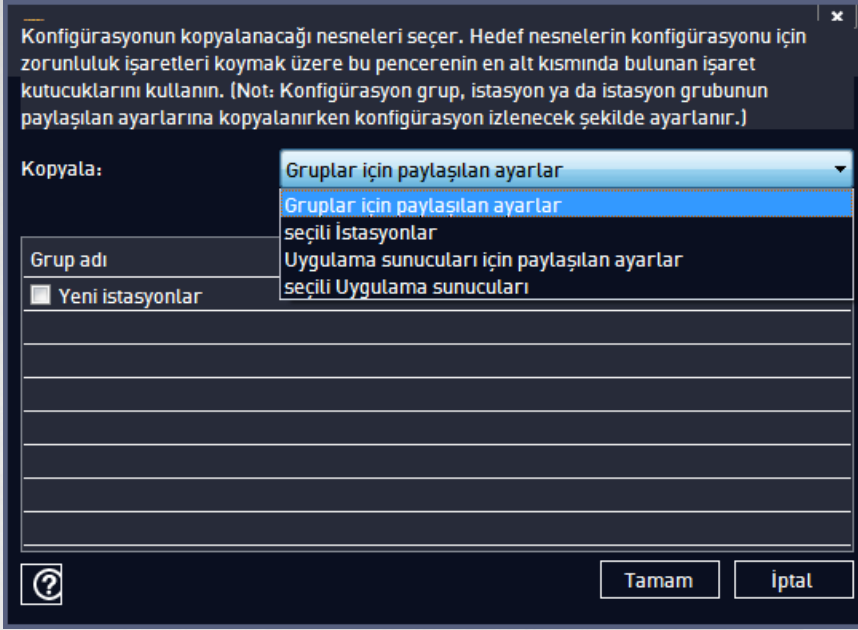 Konfigürasyonun kopyalanacağı nesneleri seçer. Hedef nesnelerin konfigürasyonu için
zorunluluk işaretleri koymak üzere bu pencerenin en alt kısmında bulunan işaret
kutucuklarını kullanın. (Not: Konfigürasyon grup, istasyon ya da istasyon grubunun
paylaşılan ayarlarına kopyalanırken konfigürasyon izlenecek şekilde ayarlanır.)
Kopyala:
Gruplar için paylaşılan ayarlar
Gruplar için paylaşılan ayarlar
seçili İstasyonlar
Uygulama sunucuları için paylaşılan ayarlar
seçili Uygulama sunucuları
Grup adı
Yeni istasyonlar
Tamam
İptal